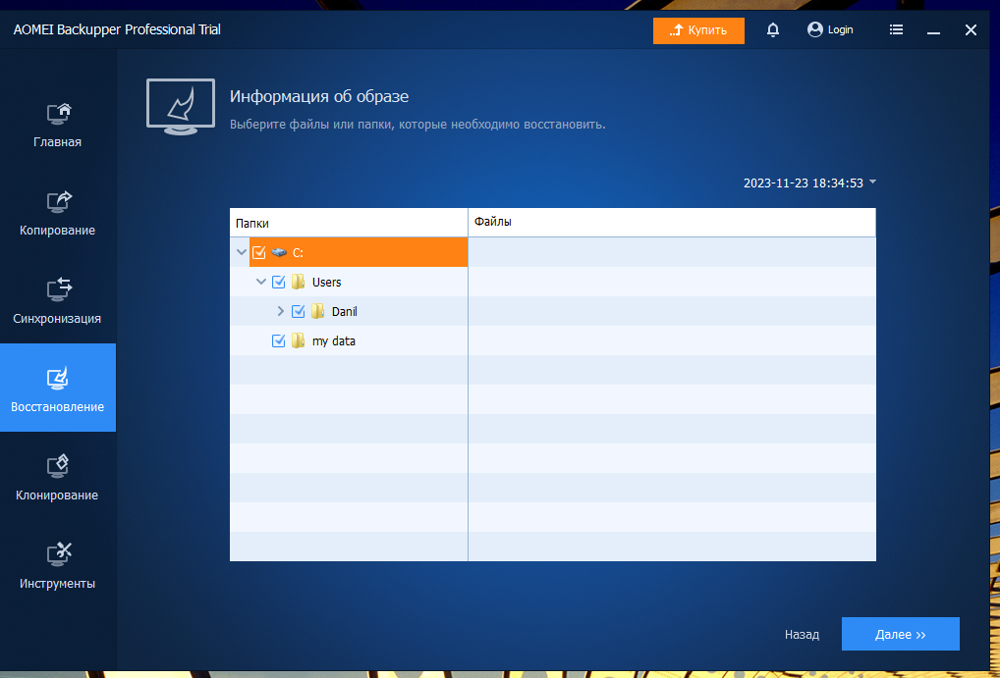 AOMEI Backupper Professional Trial
Купить
Login
Главная
Копирование
Синхронизация
Восстановление
Клонирование
Инструменты
Информация об образе
Выберите файлы или папки, которые необходимо восстановить.
2023-11-23 18:34:53
Папки
Файлы
C:
Users
Danil
my data
Назад
Далее >>